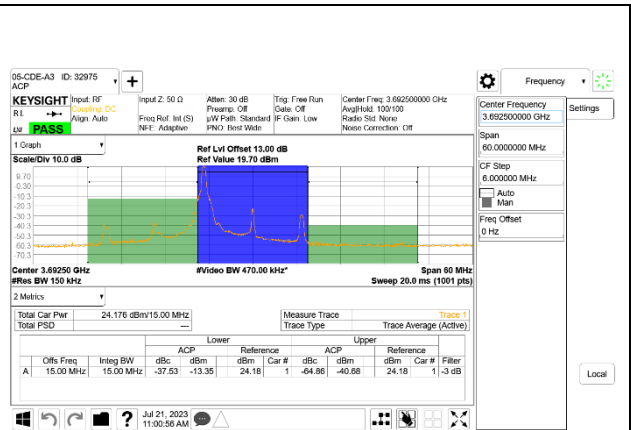 05-CDE-A3 ID: 32975
ACP
KEYSIGHT
RL
PASS
Input: RF
Coupling: DC
Align: Auto
Input Z: 50 Ω
Freq Ref: Int (S)
NFE: Adaptive
Atten: 30 dB
Preamp: Off
µW Path: Standard
PNO: Best Wide
Trig: Free Run
Gate: Off
IF Gain: Low
Center Freq: 3.692500000 GHz
Avg|Hold: 100/100
Radio Std: None
Noise Correction: Off
1 Graph
Scale/Div 10.0 dB
Ref Lvl Offset 13.00 dB
Ref Value 19.70 dBm
9.70
0.30
-10.3
-20.3
-30.3
-40.3
-50.3
-60.3
-70.3
Center 3.69250 GHz
#Res BW 150 kHz
#Video BW 470.00 kHz*
Span 60 MHz
Sweep 20.0 ms (1001 pts)
2 Metrics
Total Car Pwr 24.176 dBm/15.00 MHz
Total PSD ---
Measure Trace Trace 1
Trace Type Trace Average (Active)
Lower Upper
ACP Reference ACP Reference
Offs Freq Integ BW dBc dBm dBm Car # dBc dBm dBm Car # Filter
A 15.00 MHz 15.00 MHz -37.53 -13.35 24.18 1 -64.86 -40.68 24.18 1 -3 dB
Jul 21, 2023
11:00:56 AM
Frequency
Center Frequency
3.692500000 GHz
Settings
Span
60.0000000 MHz
CF Step
6.000000 MHz
Auto
Man
Freq Offset
0 Hz
Local